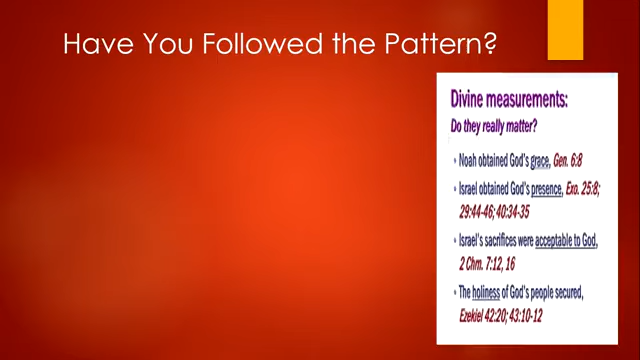 Have You Followed the Pattern?
Divine measurements:
Do they really matter?
• Noah obtained God's grace, Gen. 6:8
• Israel obtained God's presence, Exo. 25:8;
29:44-46; 40:34-35
• Israel's sacrifices were acceptable to God,
2 Chrn. 7:12, 16
• The holiness of God's people secured,
Ezekiel 42:20; 43:10-12